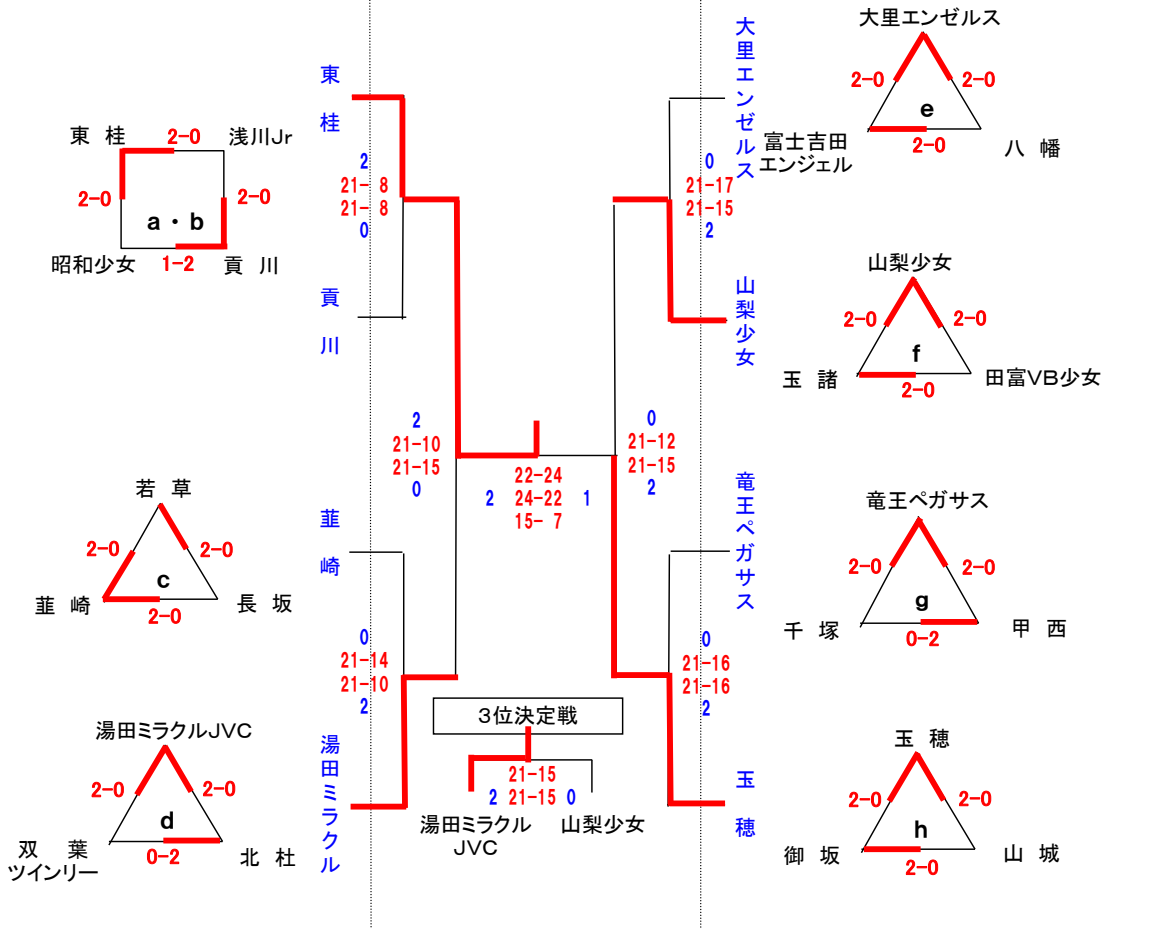 東 桂
2-0
浅川Jr
2-0
2-0
a・b
昭和少女
1-2
貢 川
若 草
2-0
2-0
c
韮 崎
2-0
長 坂
湯田ミラクルJVC
2-0
2-0
d
双 葉
ツインリー
0-2
北 杜
東桂
2
21- 8
21- 8
0
貢川
2
21-10
21-15
0
韮崎
0
21-14
21-10
2
湯田ミラクル
22-24
2
24-22
1
15- 7
3位決定戦
21-15
2
21-15
0
湯田ミラクル
JVC
山梨少女
大里エンゼルス
0
21-17
21-15
2
山梨少女
0
21-12
21-15
2
竜王ペガサス
0
21-16
21-16
2
玉穂
大里エンゼルス
2-0
2-0
e
富士吉田
エンジェル
2-0
八 幡
山梨少女
2-0
2-0
f
玉 諸
2-0
田富VB少女
竜王ペガサス
2-0
2-0
g
千 塚
0-2
甲 西
玉 穂
2-0
2-0
h
御 坂
2-0
山 城